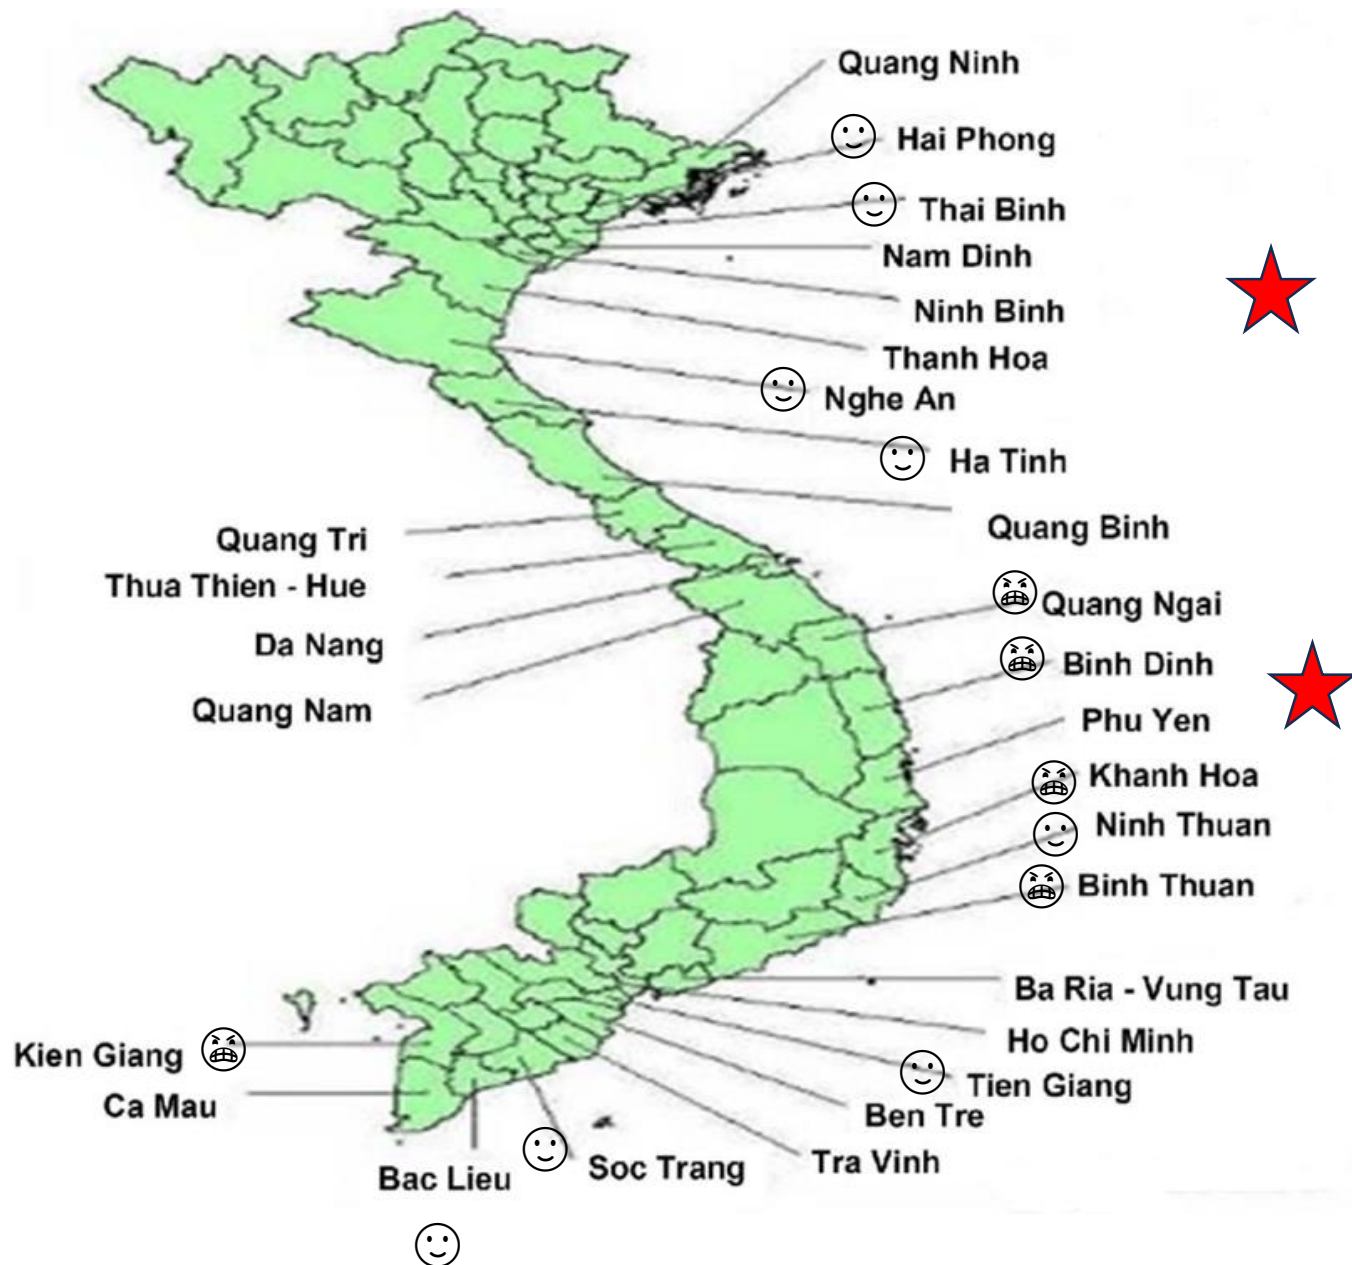 Quang Ninh
Hai Phong
Thai Binh
Nam Dinh
Ninh Binh
Thanh Hoa
Nghe An
Ha Tinh
Quang Binh
Quang Tri
Thua Thien - Hue
Da Nang
Quang Nam
Quang Ngai
Binh Dinh
Phu Yen
Khanh Hoa
Ninh Thuan
Binh Thuan
Ba Ria - Vung Tau
Ho Chi Minh
Tien Giang
Ben Tre
Tra Vinh
Soc Trang
Bac Lieu
Kien Giang
Ca Mau